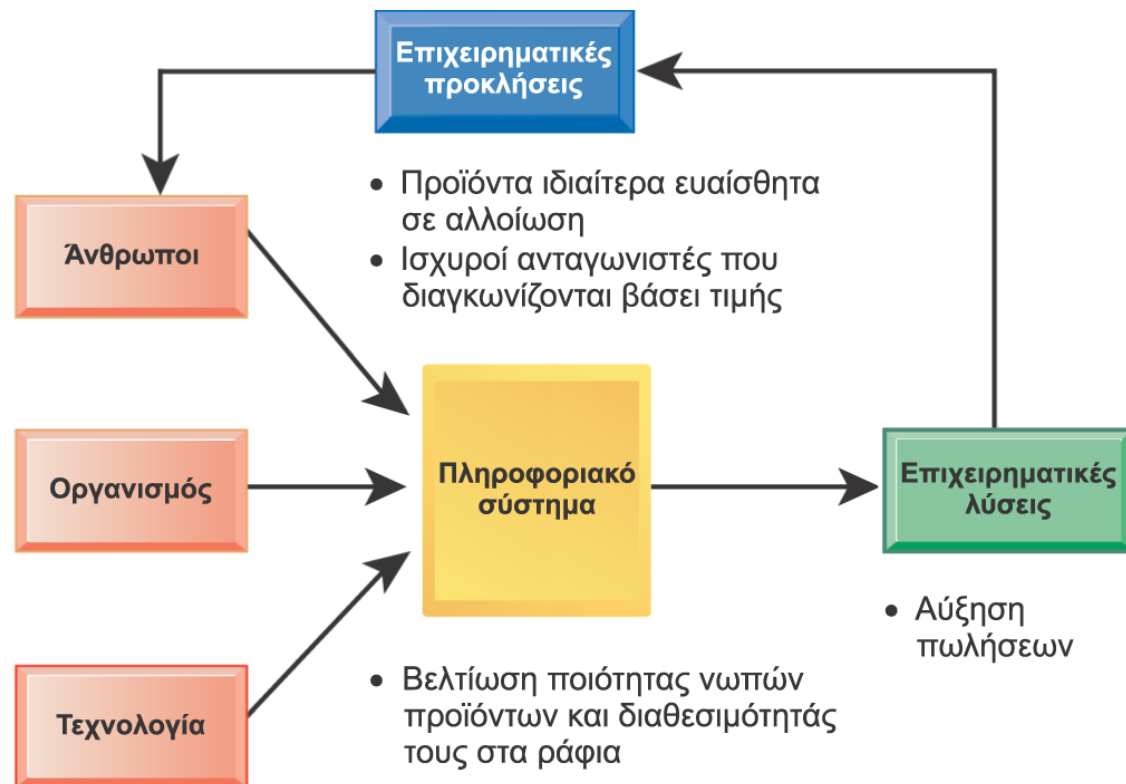 Επιχειρηματικές
προκλήσεις
• Προϊόντα ιδιαίτερα ευαίσθητα
σε αλλοίωση
• Ισχυροί ανταγωνιστές που
διαγκωνίζονται βάσει τιμής
Άνθρωποι
Οργανισμός
Τεχνολογία
Πληροφοριακό
σύστημα
• Βελτίωση ποιότητας νωπών
προϊόντων και διαθεσιμότητάς
τους στα ράφια
Επιχειρηματικές
λύσεις
• Αύξηση
πωλήσεων